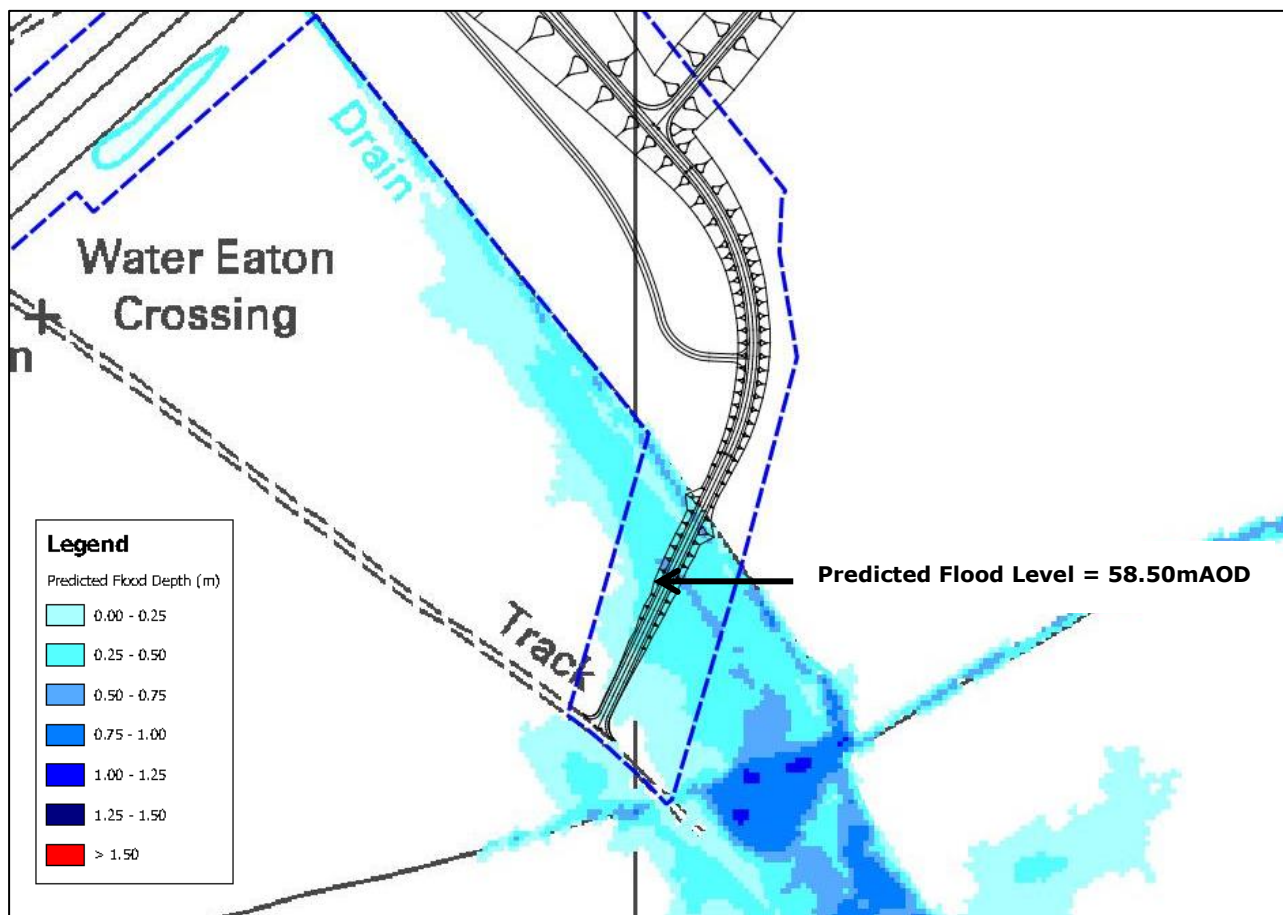 Drain
Water Eaton
Crossing
m
Legend
Predicted Flood Depth (m)
0.00 - 0.25
0.25 - 0.50
0.50 - 0.75
0.75 - 1.00
1.00 - 1.25
1.25 - 1.50
> 1.50
Predicted Flood Level = 58.50mAOD
Track